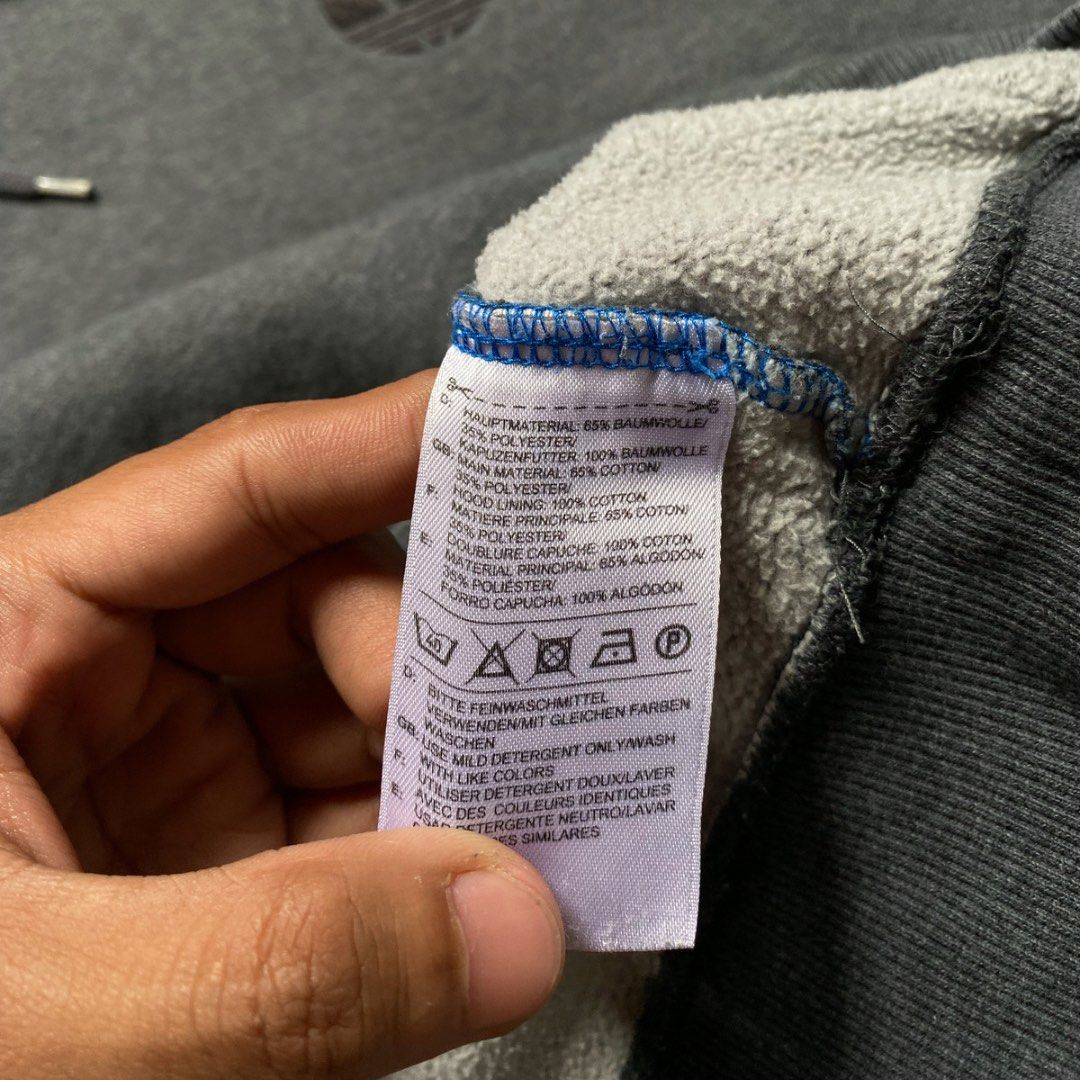 D: HAUPTMATERIAL: 65% BAUMWOLLE/
35% POLYESTER/
KAPUZENFUTTER: 100% BAUMWOLLE
GB: MAIN MATERIAL: 65% COTTON/
35% POLYESTER/
HOOD LINING: 100% COTTON
F: MATIERE PRINCIPALE: 65% COTON/
35% POLYESTER/
DOUBLURE CAPUCHE: 100% COTON
E: MATERIAL PRINCIPAL: 65% ALGODÓN/
35% POLIÉSTER/
FORRO CAPUCHA: 100% ALGODÓN
40 P
D: BITTE FEINWASCHMITTEL
VERWENDEN/MIT GLEICHEN FARBEN
WASCHEN
GB: USE MILD DETERGENT ONLY/WASH
WITH LIKE COLORS
F: UTILISER DETERGENT DOUX/LAVER
AVEC DES COULEURS IDENTIQUES
E: USAR DETERGENTE NEUTRO/LAVAR
SIMILARES